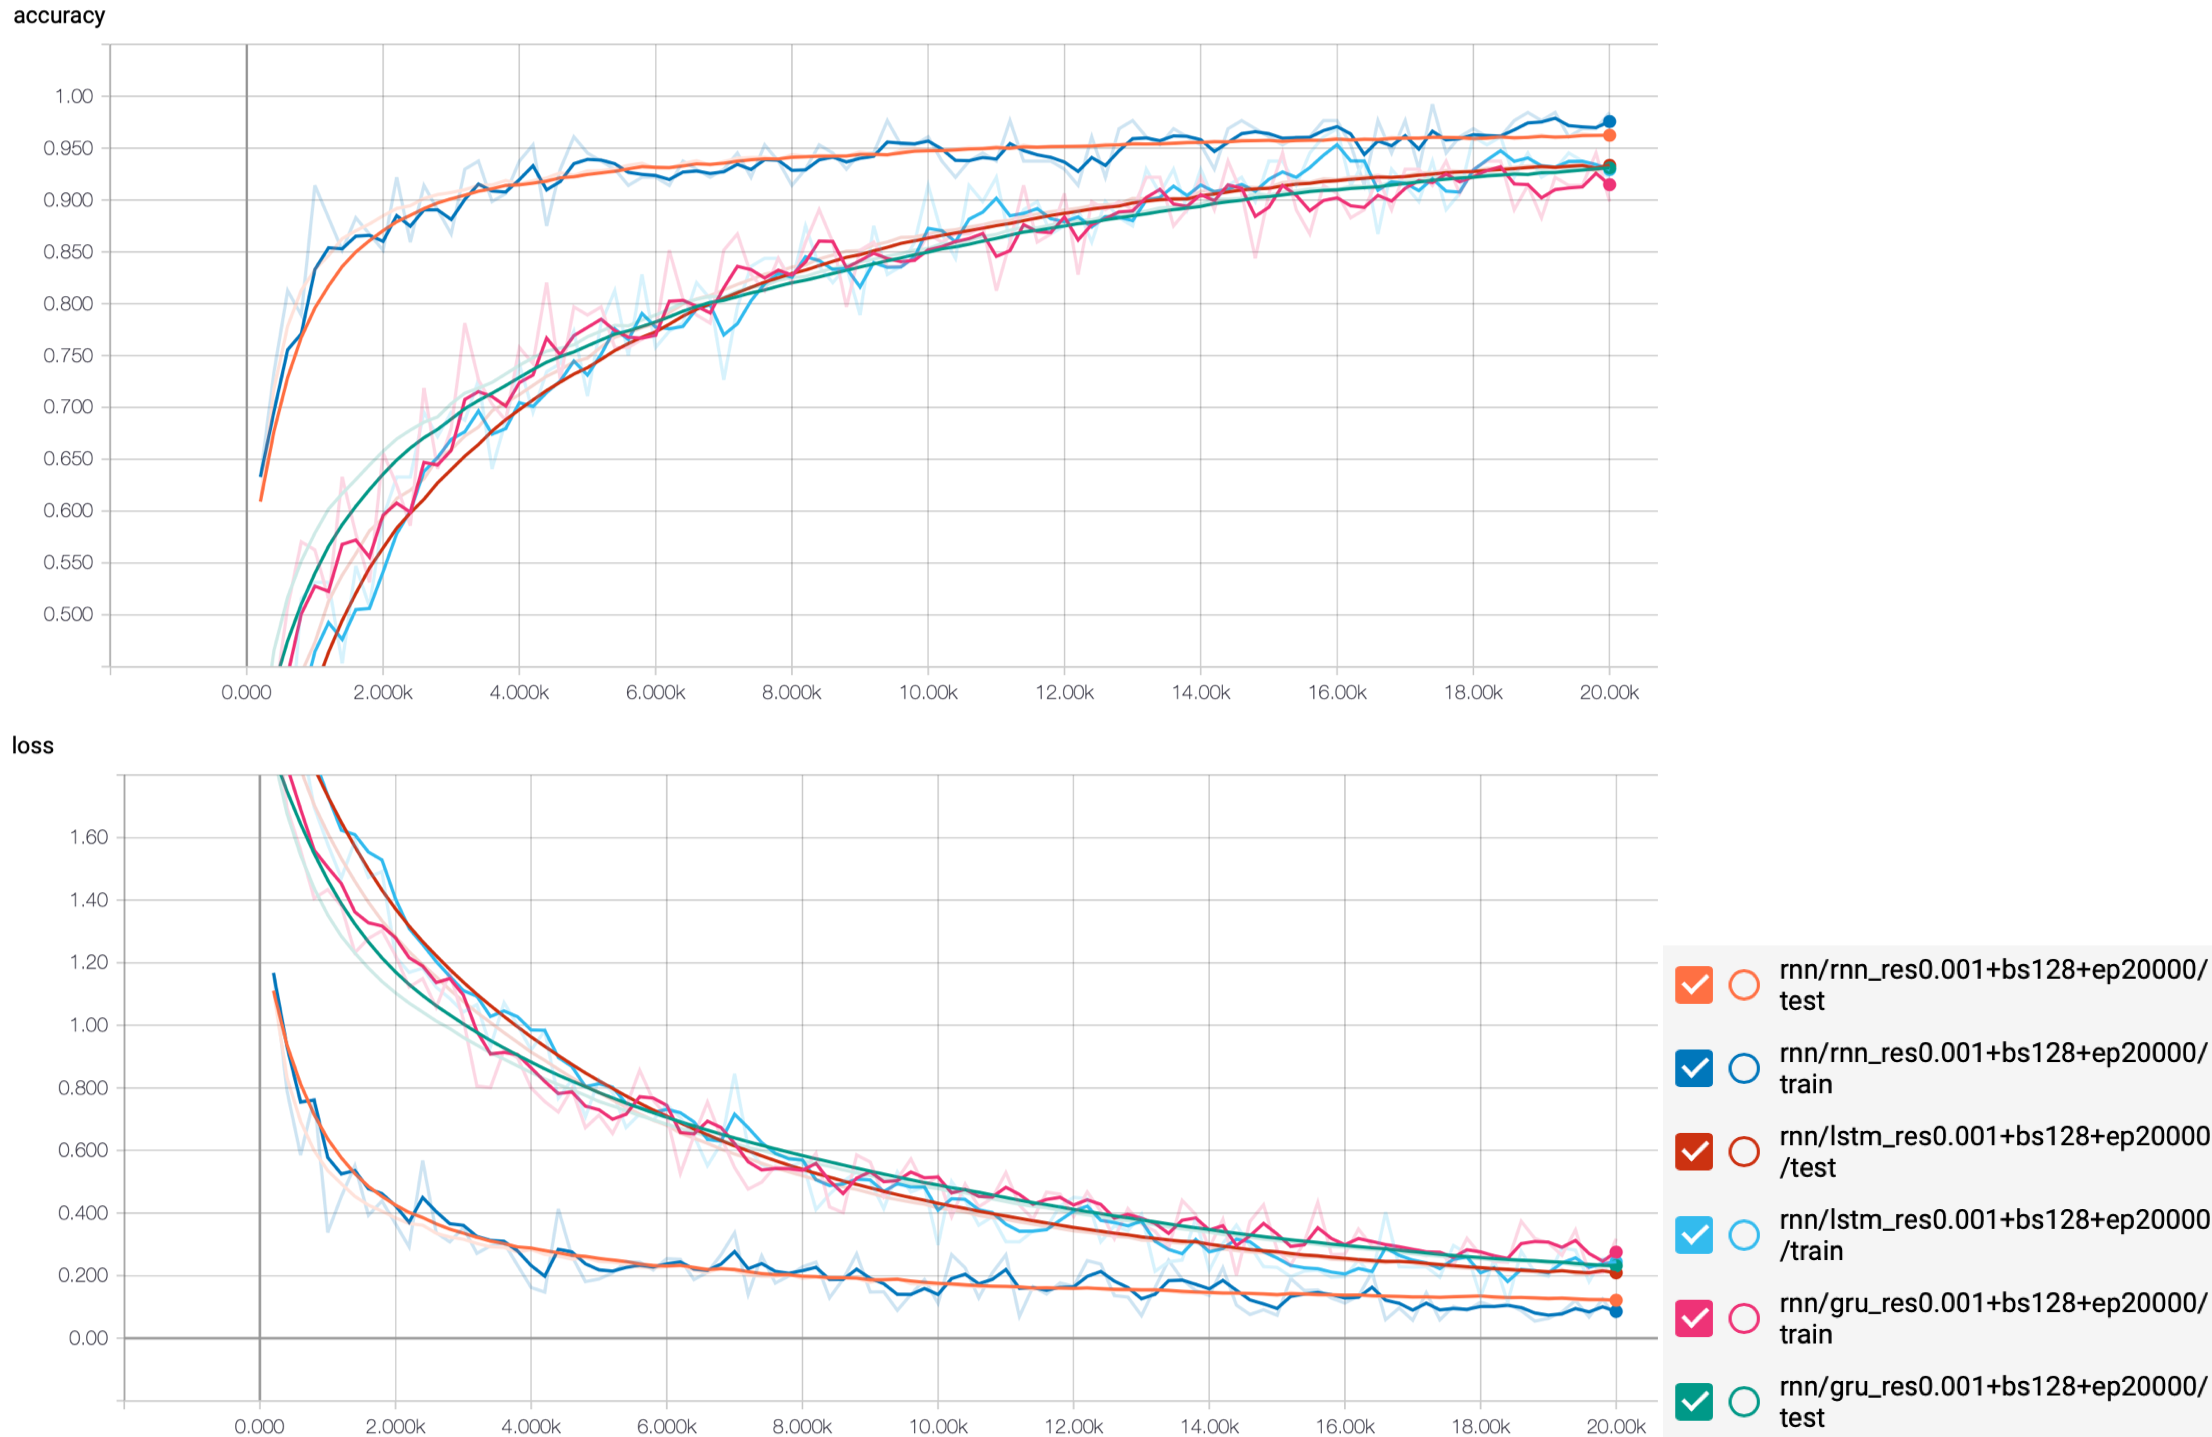 accuracy
1.00
0.950
0.900
0.850
0.800
0.750
0.700
0.650
0.600
0.550
0.500
0.000 2.000k 4.000k 6.000k 8.000k 10.00k 12.00k 14.00k 16.00k 18.00k 20.00k
loss
1.60
1.40
1.20
1.00
0.800
0.600
0.400
0.200
0.00
0.000 2.000k 4.000k 6.000k 8.000k 10.00k 12.00k 14.00k 16.00k 18.00k 20.00k
rnn/rnn_res0.001+bs128+ep20000/
test
rnn/rnn_res0.001+bs128+ep20000/
train
rnn/lstm_res0.001+bs128+ep20000
/test
rnn/lstm_res0.001+bs128+ep20000
/train
rnn/gru_res0.001+bs128+ep20000/
train
rnn/gru_res0.001+bs128+ep20000/
test